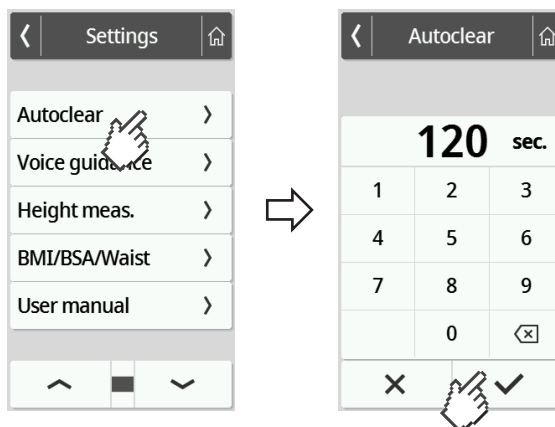 Settings
Autoclear
Voice guidance
Height meas.
BMI/BSA/Waist
User manual
Autoclear
120 sec.
1 2 3
4 5 6
7 8 9
0